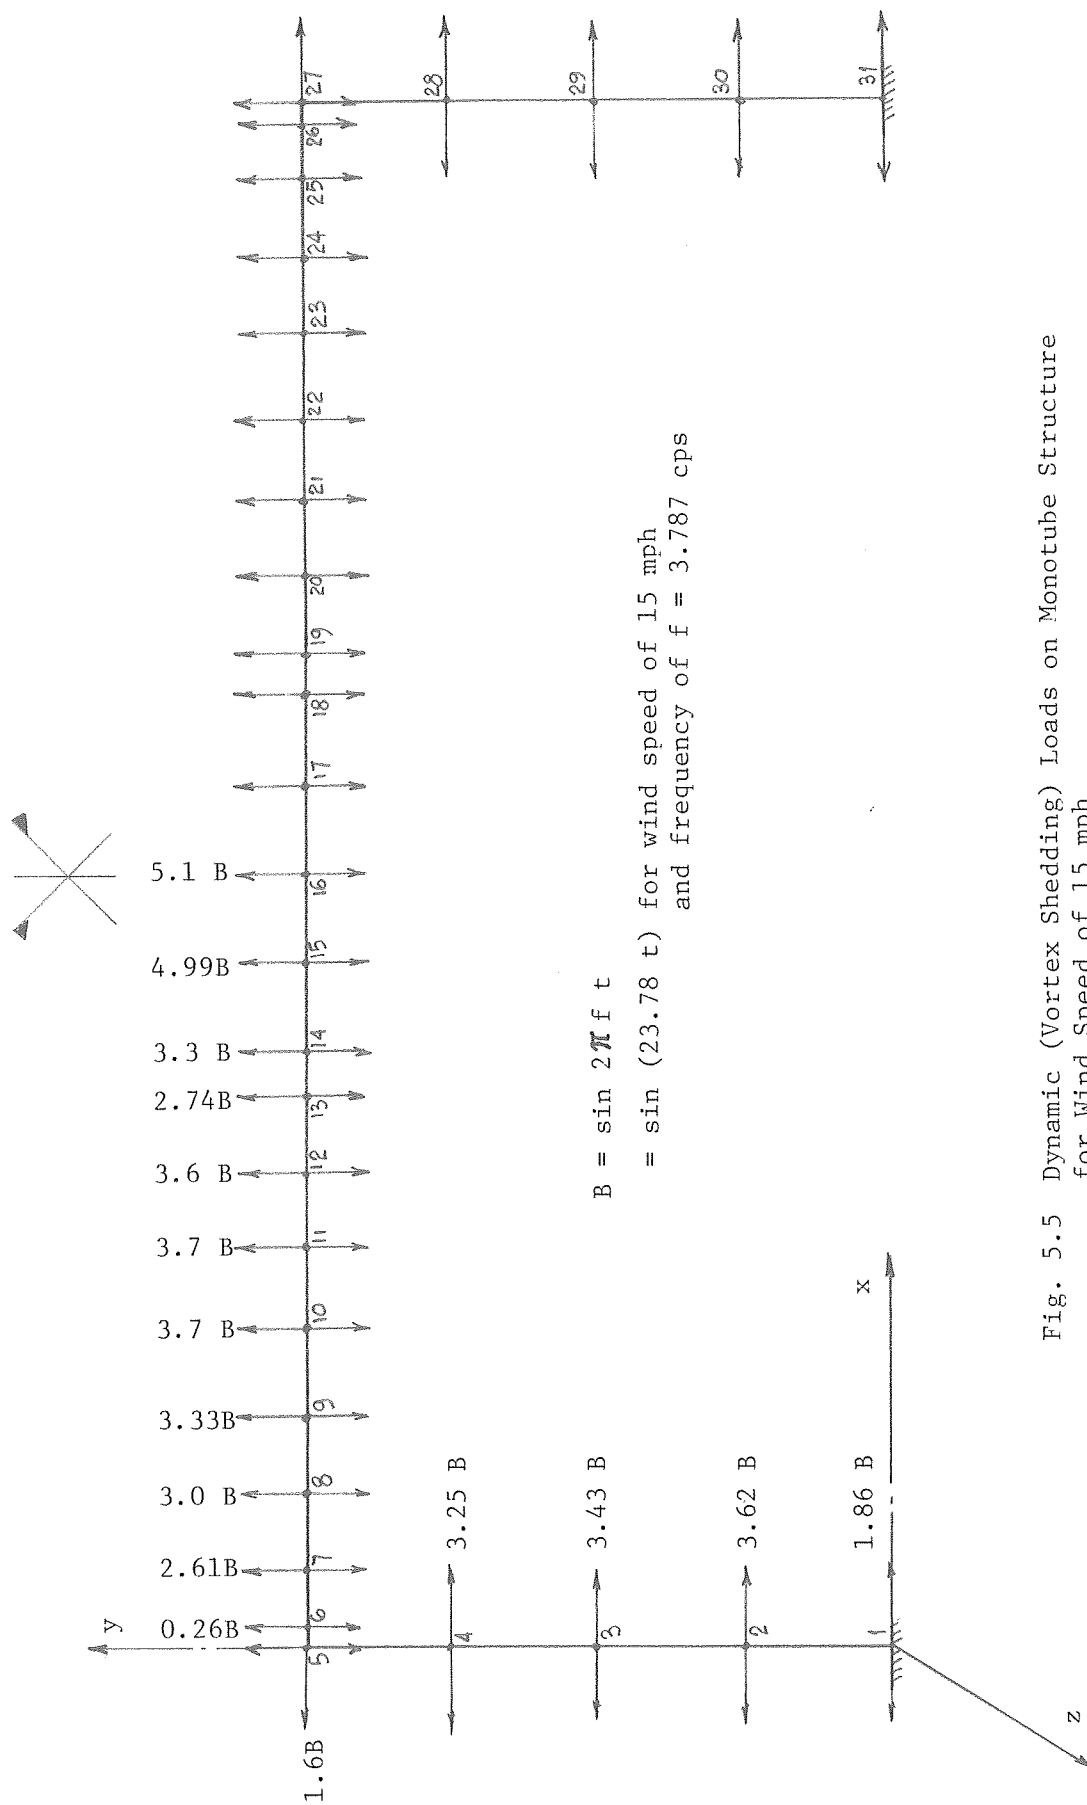 y
0.26B
2.61B
3.0 B
3.33B
3.7 B
3.7 B
3.6 B
2.74B
3.3 B
4.99B
5.1 B
1.6B
5
6
7
8
9
10
11
12
13
14
15
16
17
18
19
20
21
22
23
24
25
26
27
4
3.25 B
28
3
3.43 B
29
2
3.62 B
30
1
1.86 B
31
x
z
B = sin 2π f t
= sin (23.78 t) for wind speed of 15 mph
and frequency of f = 3.787 cps
Fig. 5.5 Dynamic (Vortex Shedding) Loads on Monotube Structure
for Wind Speed of 15 mph